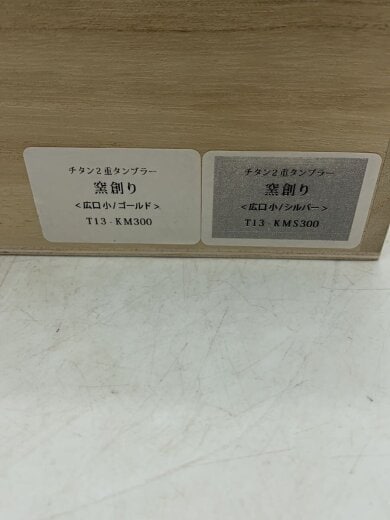 チタン2重タンブラー
窯創り
<広口小/ゴールド>
T13-KM300
チタン2重タンブラー
窯創り
<広口小/シルバー>
T13-KMS300